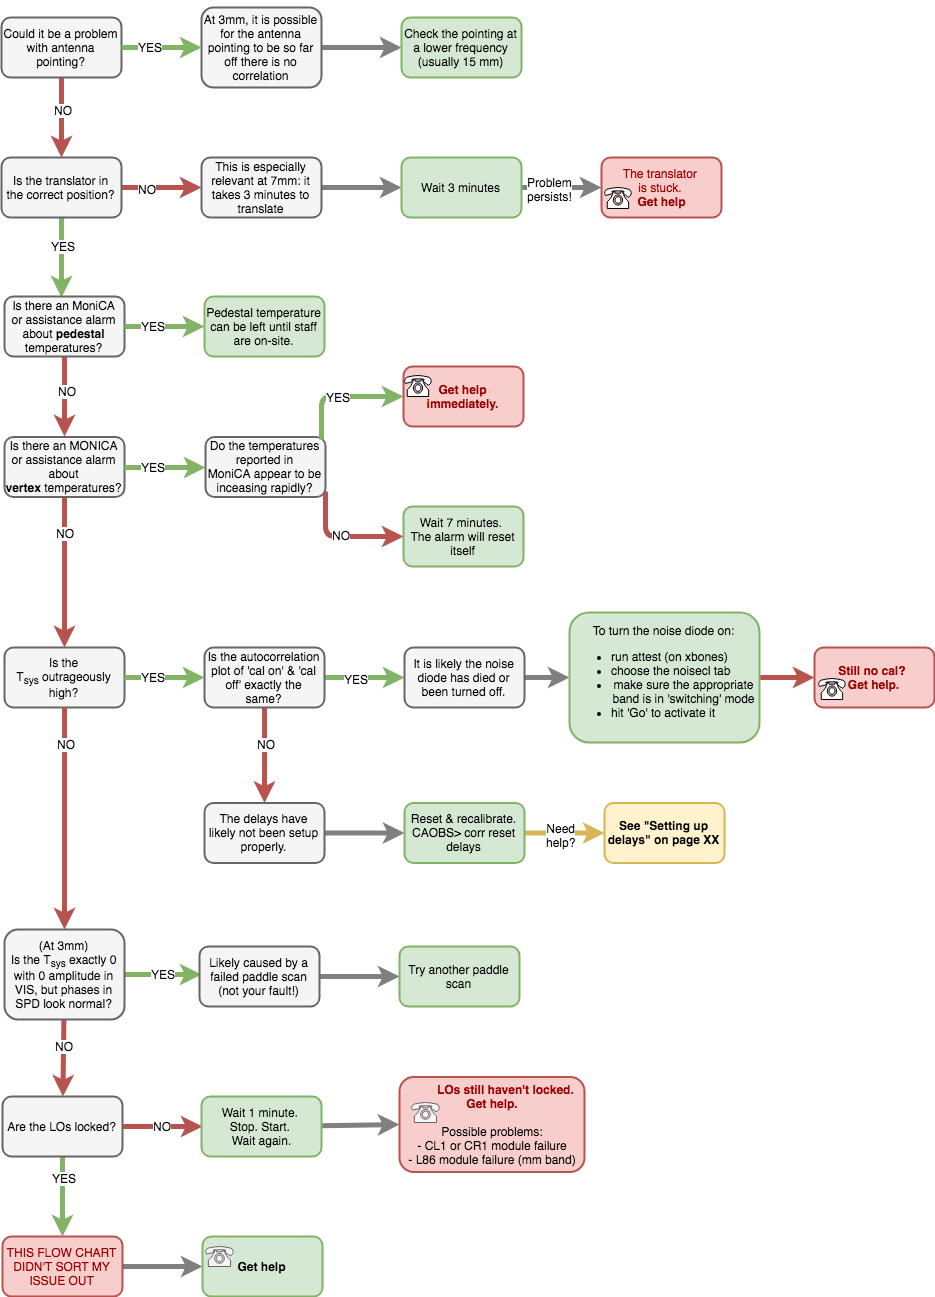 Could it be a problem
with antenna
pointing?
YES
At 3mm, it is possible
for the antenna
pointing to be so far
off there is no
correlation
Check the pointing at
a lower frequency
(usually 15 mm)
NO
Is the translator in
the correct position?
NO
This is especially
relevant at 7mm: it
takes 3 minutes to
translate
Wait 3 minutes
Problem
persists!
The translator
is stuck.
Get help
YES
Is there an MoniCA
or assistance alarm
about pedestal
temperatures?
YES
Pedestal temperature
can be left until staff
are on-site.
NO
Is there an MONICA
or assistance alarm
about
vertex temperatures?
YES
Do the temperatures
reported in
MoniCA appear to be
inceasing rapidly?
YES
Get help
immediately.
NO
Wait 7 minutes.
The alarm will reset
itself
NO
Is the
Tsys outrageously
high?
YES
Is the autocorrelation
plot of 'cal on' & 'cal
off' exactly the
same?
YES
It is likely the noise
diode has died or
been turned off.
To turn the noise diode on:
• run attest (on xbones)
• choose the noisecl tab
• make sure the appropriate
band is in 'switching' mode
• hit 'Go' to activate it
Still no cal?
Get help.
NO
The delays have
likely not been setup
properly.
Reset & recalibrate.
CAOBS> corr reset
delays
Need
help?
See "Setting up
delays" on page XX
NO
(At 3mm)
Is the Tsys exactly 0
with 0 amplitude in
VIS, but phases in
SPD look normal?
YES
Likely caused by a
failed paddle scan
(not your fault!)
Try another paddle
scan
NO
Are the LOs locked?
NO
Wait 1 minute.
Stop. Start.
Wait again.
LOs still haven't locked.
Get help.
Possible problems:
- CL1 or CR1 module failure
- L86 module failure (mm band)
YES
THIS FLOW CHART
DIDN'T SORT MY
ISSUE OUT
Get help